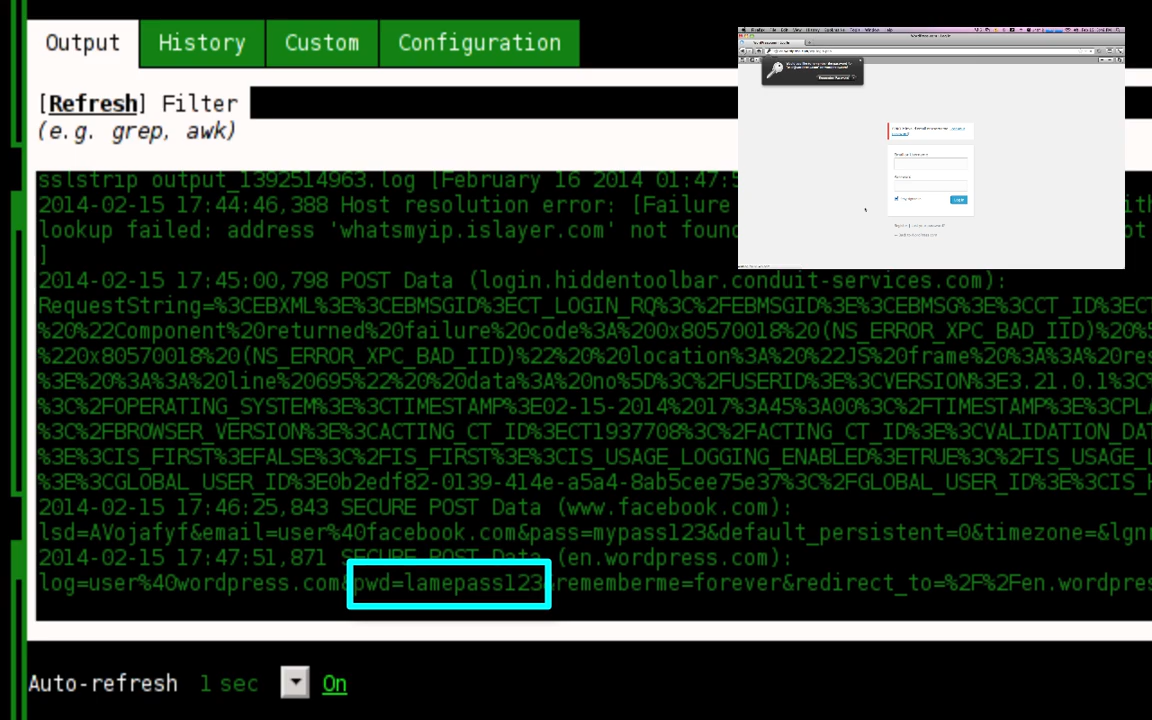 Output
History
Custom
Configuration
[Refresh] Filter
(e.g. grep, awk)
sslstrip output_1392514963.log [February 16 2014 01:47:5
2014-02-15 17:44:46,388 Host resolution error: [Failure
lookup failed: address 'whatsmyip.islayer.com' not foun
]
2014-02-15 17:45:00,798 POST Data (login.hiddentoolbar.conduit-services.com):
RequestString=%3CEBXML%3E%3CEBMSGID%3ECT_LOGIN_RQ%3C%2FEBMSGID%3E%3CEBMSG%3E%3CCT_ID%3ECT
%20%22Component%20returned%20failure%20code%3A%200x80570018%20(NS_ERROR_XPC_BAD_IID)%20%5
%220x80570018%20(NS_ERROR_XPC_BAD_IID)%22%20%20location%3A%20%22JS%20frame%20%3A%3A%20res
%3E%20%3A%3A%20line%20695%22%20%20data%3A%20no%5D%3C%2FUSERID%3E%3CVERSION%3E3.21.0.1%3C%
%3C%2FOPERATING_SYSTEM%3E%3CTIMESTAMP%3E02-15-2014%2017%3A45%3A00%3C%2FTIMESTAMP%3E%3CPLA
%3C%2FBROWSER_VERSION%3E%3CACTING_CT_ID%3ECT1937708%3C%2FACTING_CT_ID%3E%3CVALIDATION_DAT
%3E%3CIS_FIRST%3EFALSE%3C%2FIS_FIRST%3E%3CIS_USAGE_LOGGING_ENABLED%3ETRUE%3C%2FIS_USAGE_L
%3E%3CGLOBAL_USER_ID%3E0b2edf82-0139-414e-a5a4-8ab5cee75e37%3C%2FGLOBAL_USER_ID%3E%3CIS_H
2014-02-15 17:46:25,843 SECURE POST Data (www.facebook.com):
lsd=AVojafyf&email=user%40facebook.com&pass=mypass123&default_persistent=0&timezone=&lgnr
2014-02-15 17:47:51,871 SECURE POST Data (en.wordpress.com):
log=user%40wordpress.com&pwd=lamepass123&rememberme=forever&redirect_to=%2F%2Fen.wordpres
Auto-refresh 1 sec On